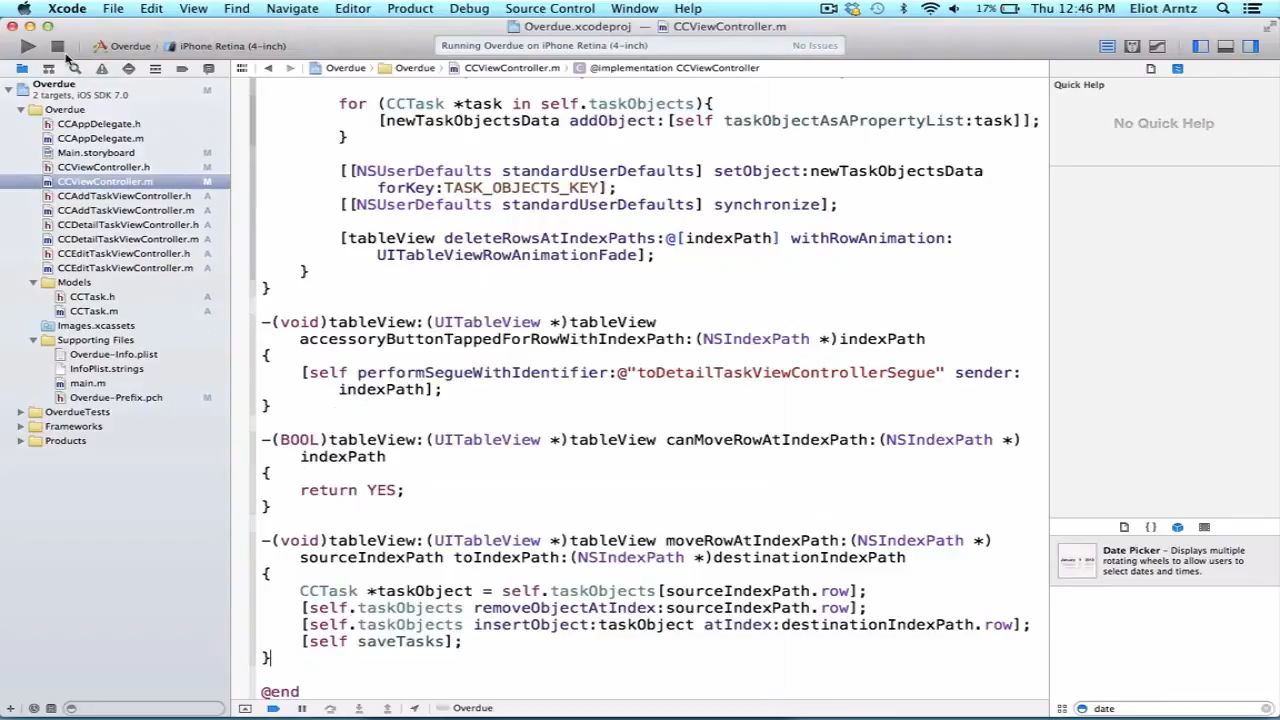 Xcode File Edit View Find Navigate Editor Product Debug Source Control Window Help 17% Thu 12:46 PM Eliot Arntz
Overdue.xcodeproj — CCViewController.m
Overdue iPhone Retina (4-inch) Running Overdue on iPhone Retina (4-inch) No Issues
Overdue Overdue CCViewController.m @implementation CCViewController
Overdue
2 targets, iOS SDK 7.0
M
Overdue
CCAppDelegate.h
CCAppDelegate.m
Main.storyboard M
CCViewController.h M
CCViewController.m M
CCAddTaskViewController.h A
CCAddTaskViewController.m A
CCDetailTaskViewController.h A
CCDetailTaskViewController.m A
CCEditTaskViewController.h A
CCEditTaskViewController.m A
Models
CCTask.h A
CCTask.m A
Images.xcassets
Supporting Files
Overdue-Info.plist
InfoPlist.strings
main.m
Overdue-Prefix.pch M
OverdueTests
Frameworks
Products
for (CCTask *task in self.taskObjects){
[newTaskObjectsData addObject:[self taskObjectAsAPropertyList:task]];
}
[[NSUserDefaults standardUserDefaults] setObject:newTaskObjectsData
forKey:TASK_OBJECTS_KEY];
[[NSUserDefaults standardUserDefaults] synchronize];
[tableView deleteRowsAtIndexPaths:@[indexPath] withRowAnimation:
UITableViewRowAnimationFade];
}
}
-(void)tableView:(UITableView *)tableView
accessoryButtonTappedForRowWithIndexPath:(NSIndexPath *)indexPath
{
[self performSegueWithIdentifier:@"toDetailTaskViewControllerSegue" sender:
indexPath];
}
-(BOOL)tableView:(UITableView *)tableView canMoveRowAtIndexPath:(NSIndexPath *)
indexPath
{
return YES;
}
-(void)tableView:(UITableView *)tableView moveRowAtIndexPath:(NSIndexPath *)
sourceIndexPath toIndexPath:(NSIndexPath *)destinationIndexPath
{
CCTask *taskObject = self.taskObjects[sourceIndexPath.row];
[self.taskObjects removeObjectAtIndex:sourceIndexPath.row];
[self.taskObjects insertObject:taskObject atIndex:destinationIndexPath.row];
[self saveTasks];
}
@end
Overdue
Quick Help
No Quick Help
{}
Date Picker – Displays multiple
rotating wheels to allow users to
select dates and times.
date